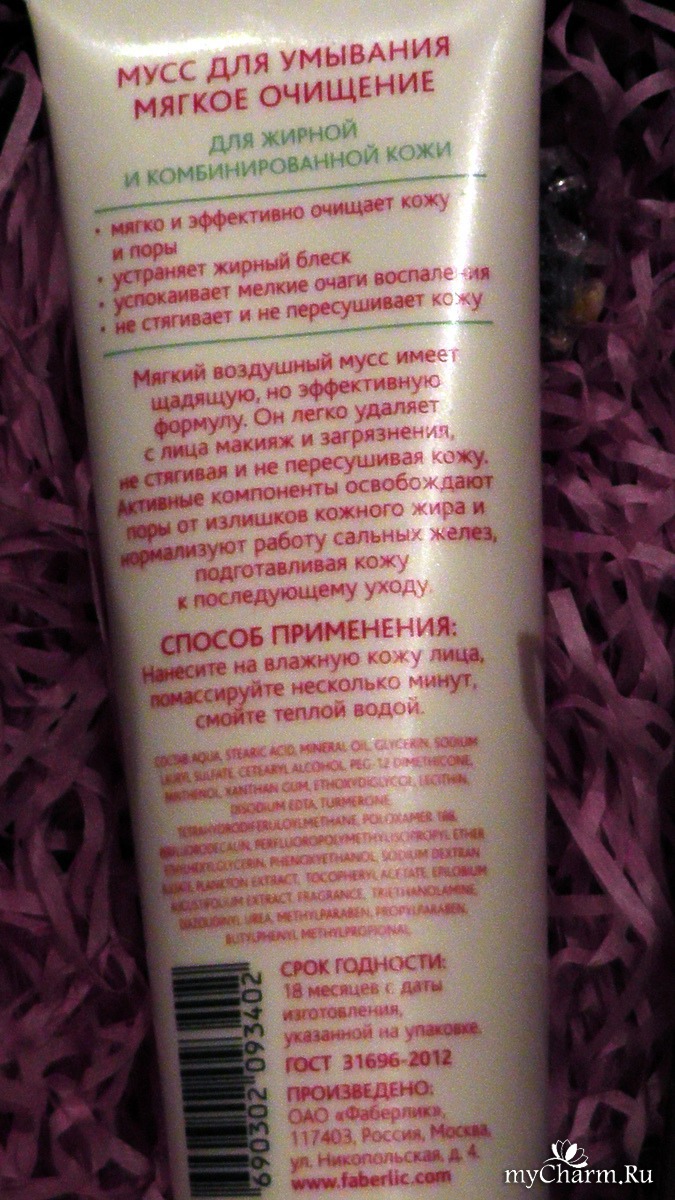 МУСС ДЛЯ УМЫВАНИЯ
МЯГКОЕ ОЧИЩЕНИЕ
ДЛЯ ЖИРНОЙ
И КОМБИНИРОВАННОЙ КОЖИ
• мягко и эффективно очищает кожу
и поры
• устраняет жирный блеск
• успокаивает мелкие очаги воспаления
• не стягивает и не пересушивает кожу
Мягкий воздушный мусс имеет
щадящую, но эффективную
формулу. Он легко удаляет
с лица макияж и загрязнения,
не стягивая и не пересушивая кожу.
Активные компоненты освобождают
поры от излишков кожного жира и
нормализуют работу сальных желез,
подготавливая кожу
к последующему уходу.
СПОСОБ ПРИМЕНЕНИЯ:
Нанесите на влажную кожу лица,
помассируйте несколько минут,
смойте теплой водой.
СОСТАВ AQUA, STEARIC ACID, MINERAL OIL, GLYCERIN, SODIUM
LAURYL SULFATE, CETEARYL ALCOHOL, PEG-12 DIMETHICONE,
PANTHENOL, XANTHAN GUM, ETHOXYDIGLYCOL, LECITHIN,
DISODIUM EDTA, TURMERONE,
TETRAHYDRODIFERULOYLMETHANE, POLOXAMER 188,
PERFLUOROPOLYMETHYLISOPROPYL ETHER
ETHYLHEXYLGLYCERIN, PHENOXYETHANOL, SODIUM DEXTRAN
PLANKTON EXTRACT, TOCOPHERYL ACETATE, EPILOBIUM
ANGUSTIFOLIUM EXTRACT, FRAGRANCE, TRIETHANOLAMINE,
UREA, METHYLPARABEN, PROPYLPARABEN,
BUTYLPHENYL METHYLPROPIONAL
СРОК ГОДНОСТИ:
18 месяцев с даты
изготовления,
указанной на упаковке.
ГОСТ 31696-2012
ПРОИЗВЕДЕНО:
ОАО «Фаберлик»,
117403, Россия, Москва,
ул. Никопольская, д. 4.
www.faberlic.com
690302 093402
myCharm.Ru